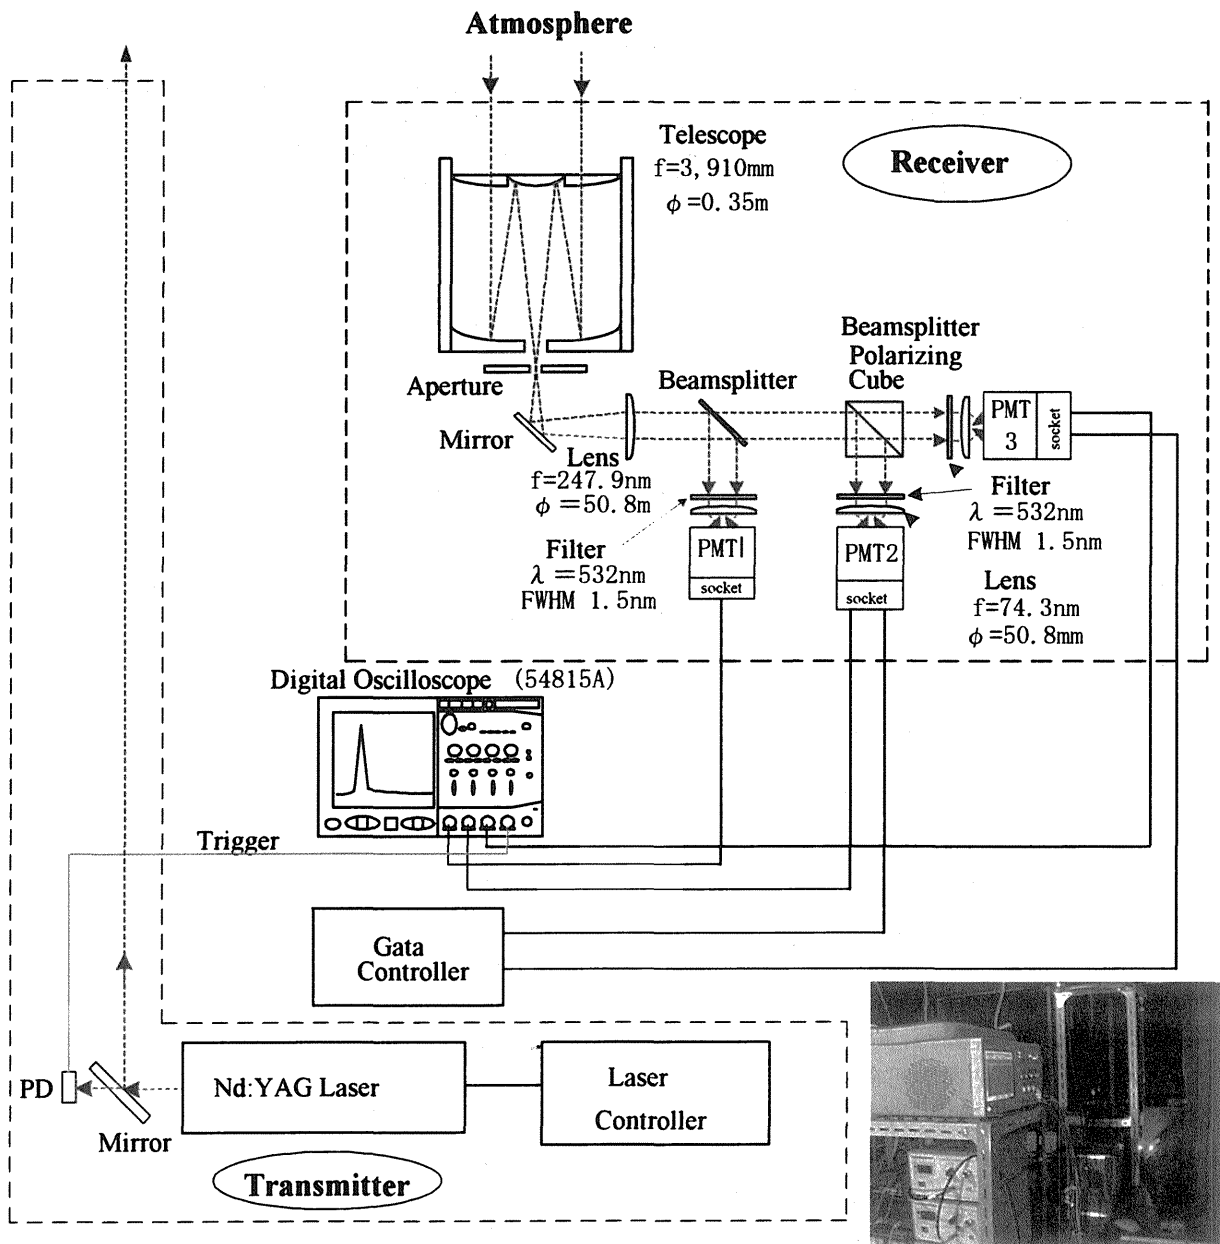 Atmosphere
Telescope
f=3,910mm
φ=0.35m
Receiver
Beamsplitter
Polarizing
Cube
Beamsplitter
Aperture
Mirror
PMT
3
socket
Lens
f=247.9nm
φ=50.8m
Filter
λ=532nm
FWHM 1.5nm
PMT1
socket
PMT2
socket
Filter
λ=532nm
FWHM 1.5nm
Lens
f=74.3nm
φ=50.8mm
Digital Oscilloscope (54815A)
Trigger
Gata
Controller
PD
Mirror
Nd:YAG Laser
Laser
Controller
Transmitter